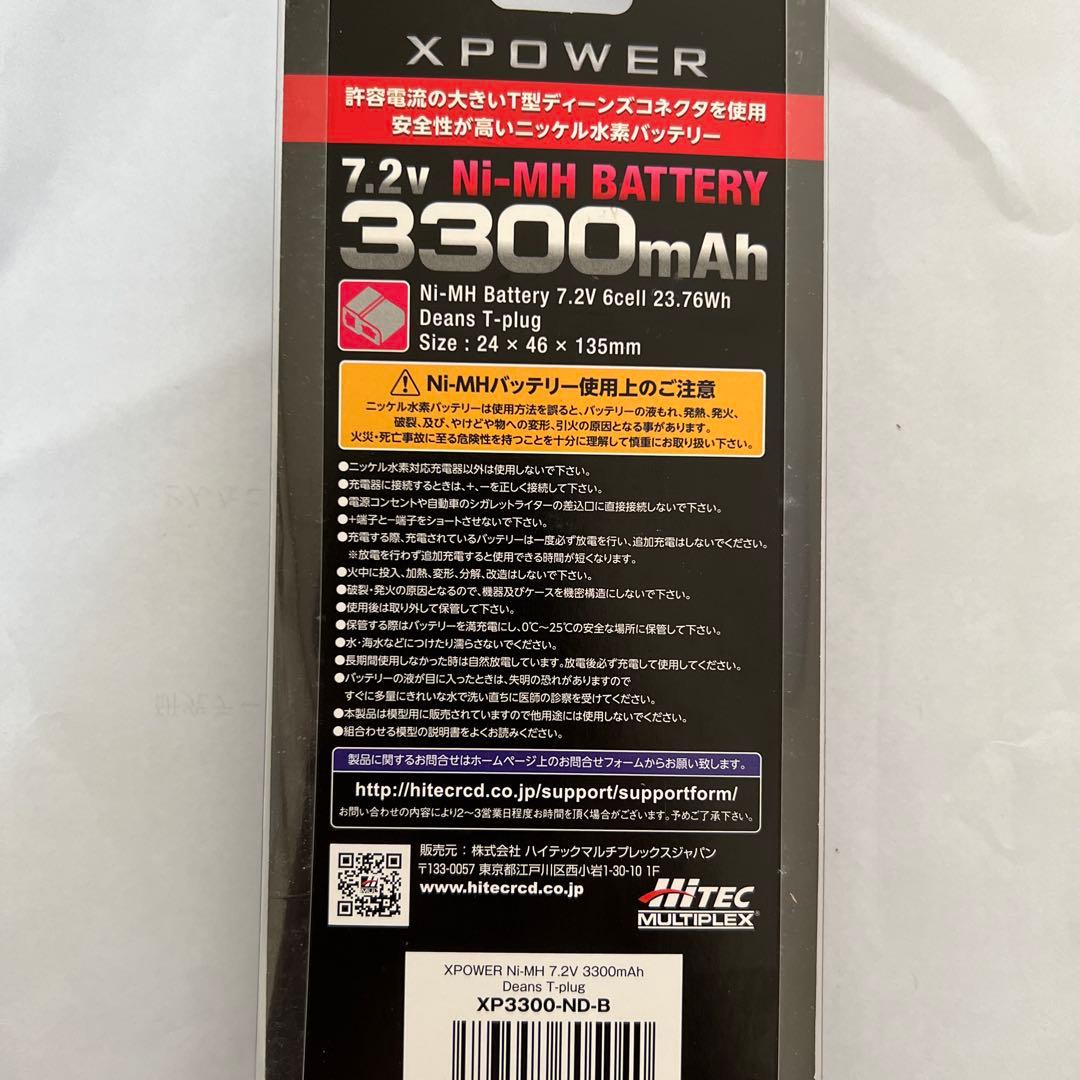 XPOWER
許容電流の大きいT型ディーンズコネクタを使用
安全性が高いニッケル水素バッテリー
7.2v Ni-MH BATTERY
3300mAh
Ni-MH Battery 7.2V 6cell 23.76Wh
Deans T-plug
Size : 24 × 46 × 135mm
Ni-MHバッテリー使用上のご注意
ニッケル水素バッテリーは使用方法を誤ると、バッテリーの液もれ、発熱、発火、
破裂、及び、やけどや物への変形、引火の原因となる事があります。
火災・死亡事故に至る危険性を持つことを十分に理解して慎重にお取り扱い下さい。
●ニッケル水素対応充電器以外は使用しないで下さい。
●充電器に接続するときは、+、ーを正しく接続して下さい。
●電源コンセントや自動車のシガレットライターの差込口に直接接続しないで下さい。
●+端子とー端子をショートさせないで下さい。
●充電する際、充電されているバッテリーは一度必ず放電を行い、追加充電はしないでください。
※放電を行わず追加充電すると使用できる時間が短くなります。
●火中に投入、加熱、変形、分解、改造はしないで下さい。
●破裂・発火の原因となるので、機器及びケースを機密構造にしないで下さい。
●使用後は取り外して保管して下さい。
●保管する際はバッテリーを満充電にし、0℃～25℃の安全な場所に保管して下さい。
●水・海水などにつけたり濡らさないでください。
●長期間使用しなかった時は自然放電しています。放電後必ず充電して使用してください。
●バッテリーの液が目に入ったときは、失明の恐れがありますので
すぐに多量にきれいな水で洗い直ちに医師の診察を受けてください。
●本製品は模型用に販売されていますので他用途には使用しないでください。
●組合わせる模型の説明書をよくお読みください。
製品に関するお問合せはホームページ上のお問合せフォームからお願い致します。
http://hitecrcd.co.jp/support/supportform/
お問い合わせの内容により2～3営業日程度お時間を頂く場合がございます。予めご了承下さい。
販売元：株式会社 ハイテックマルチプレックスジャパン
〒133-0057 東京都江戸川区西小岩1-30-10 1F
www.hitecrcd.co.jp
HiTEC
MULTIPLEX®
XPOWER Ni-MH 7.2V 3300mAh
Deans T-plug
XP3300-ND-B